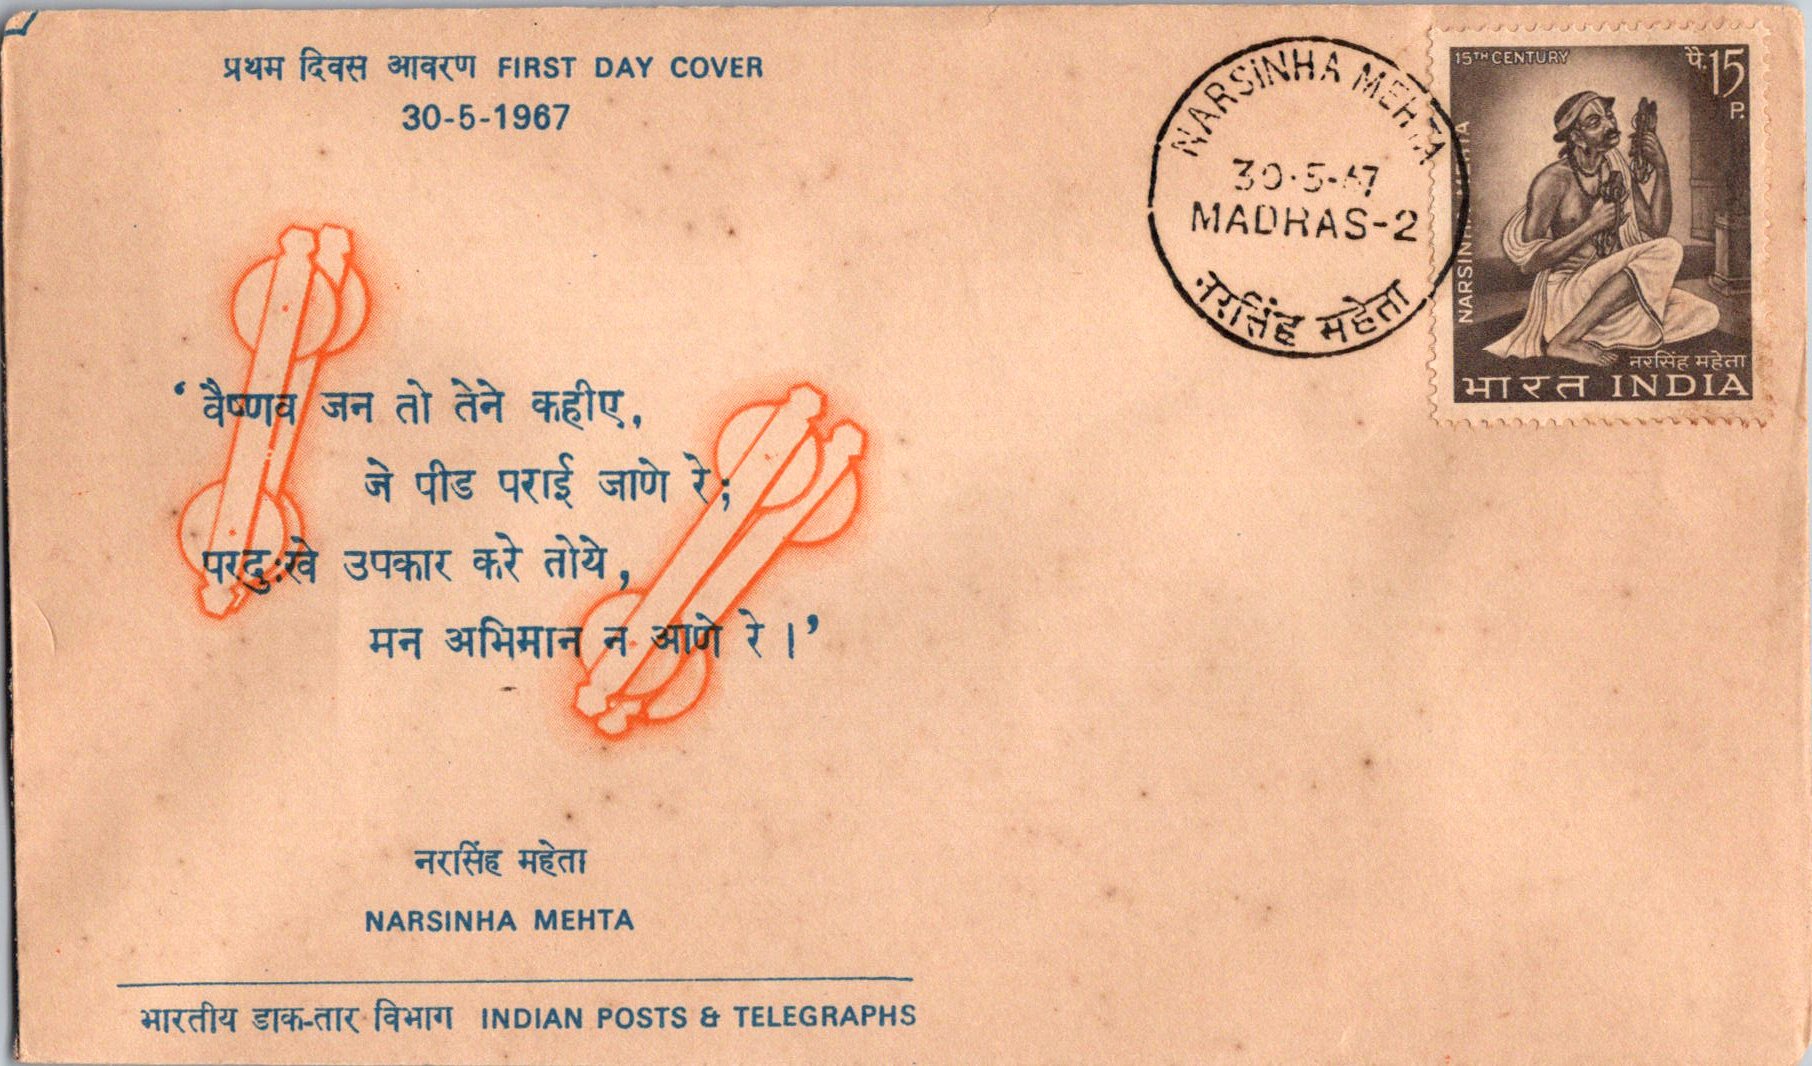 प्रथम दिवस आवरण FIRST DAY COVER
30-5-1967
NARSINHA MEHTA
30·5-67
MADRAS-2
नरसिंह महेता
15TH CENTURY
पै.15
P.
NARSINHA MEHTA
नरसिंह महेता
भारत INDIA
‘वैष्णव जन तो तेने कहीए,
जे पीड पराई जाणे रे;
परदुःखे उपकार करे तोये,
मन अभिमान न आणे रे।’
नरसिंह महेता
NARSINHA MEHTA
भारतीय डाक-तार विभाग INDIAN POSTS & TELEGRAPHS